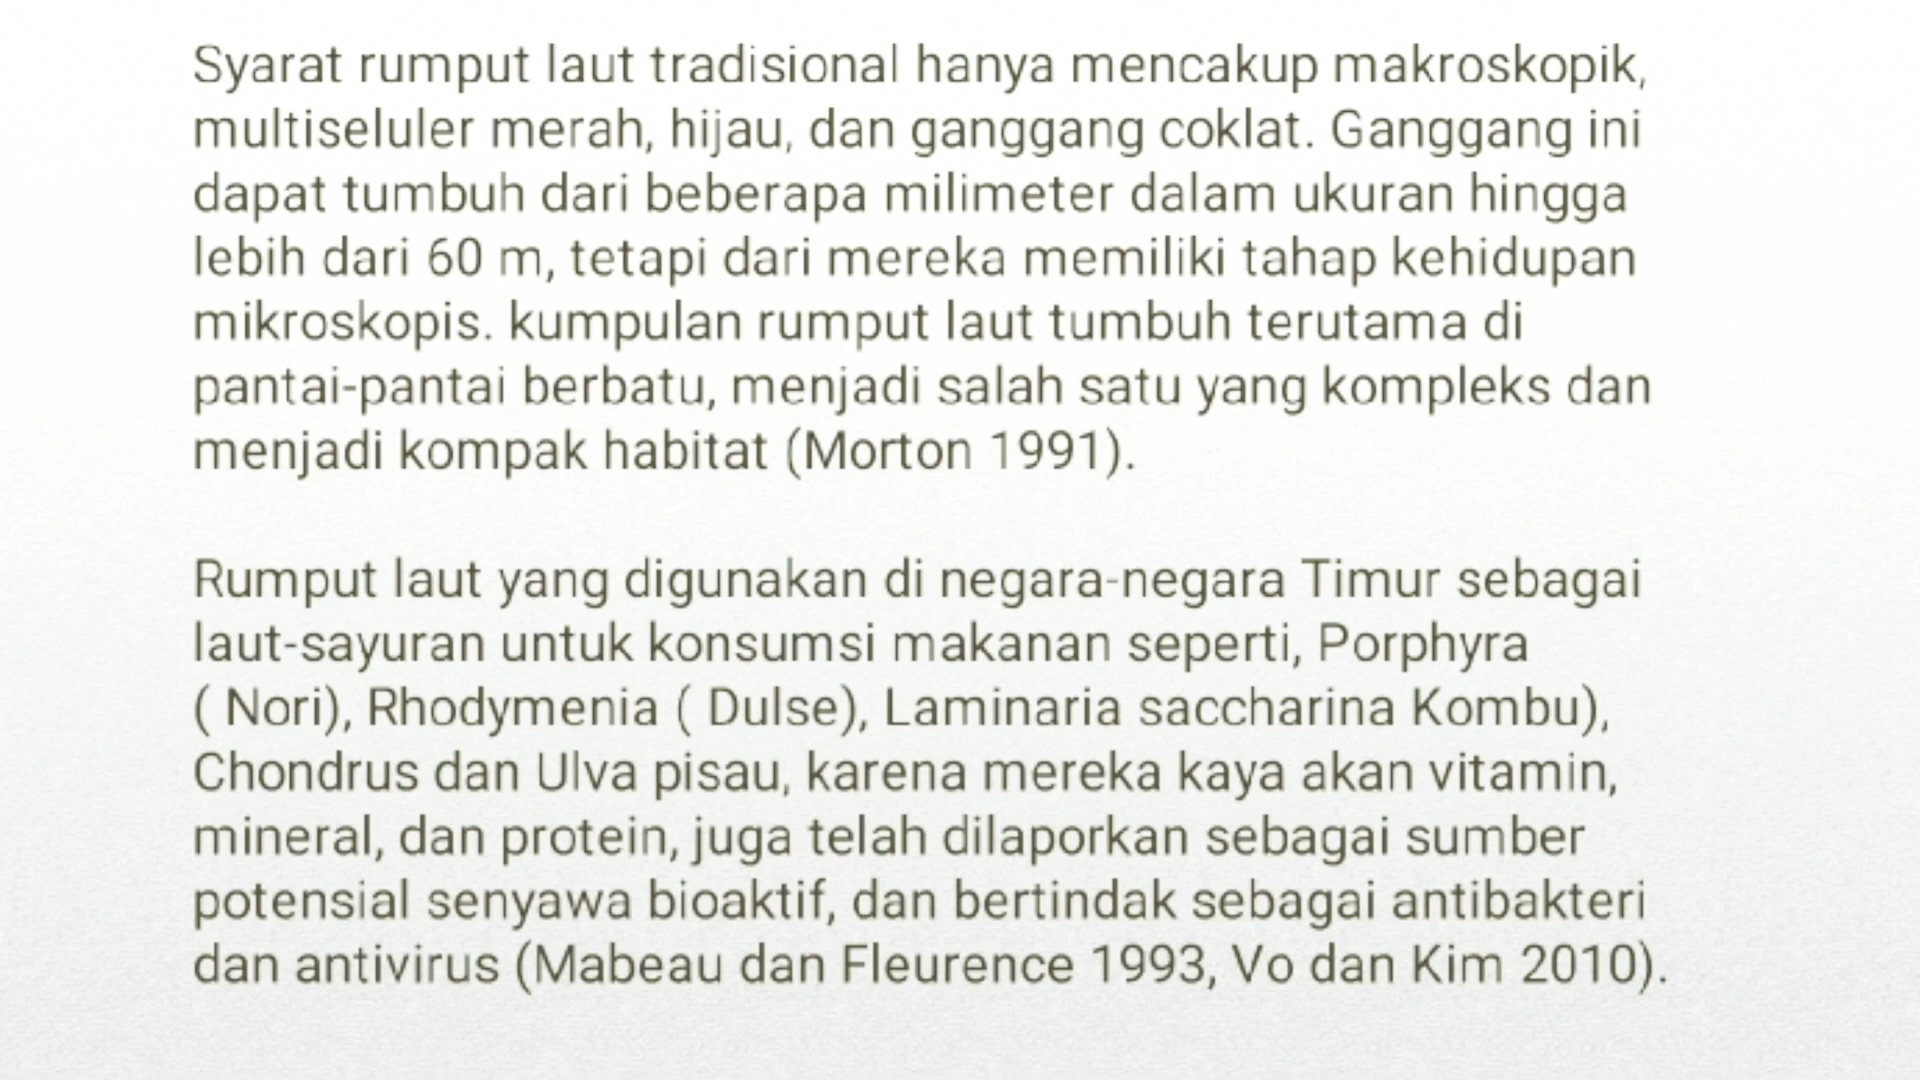 Syarat rumput laut tradisional hanya mencakup makroskopik,
multiseluler merah, hijau, dan ganggang coklat. Ganggang ini
dapat tumbuh dari beberapa milimeter dalam ukuran hingga
lebih dari 60 m, tetapi dari mereka memiliki tahap kehidupan
mikroskopis. kumpulan rumput laut tumbuh terutama di
pantai-pantai berbatu, menjadi salah satu yang kompleks dan
menjadi kompak habitat (Morton 1991).

Rumput laut yang digunakan di negara-negara Timur sebagai
laut-sayuran untuk konsumsi makanan seperti, Porphyra
( Nori), Rhodymenia ( Dulse), Laminaria saccharina Kombu),
Chondrus dan Ulva pisau, karena mereka kaya akan vitamin,
mineral, dan protein, juga telah dilaporkan sebagai sumber
potensial senyawa bioaktif, dan bertindak sebagai antibakteri
dan antivirus (Mabeau dan Fleurence 1993, Vo dan Kim 2010).